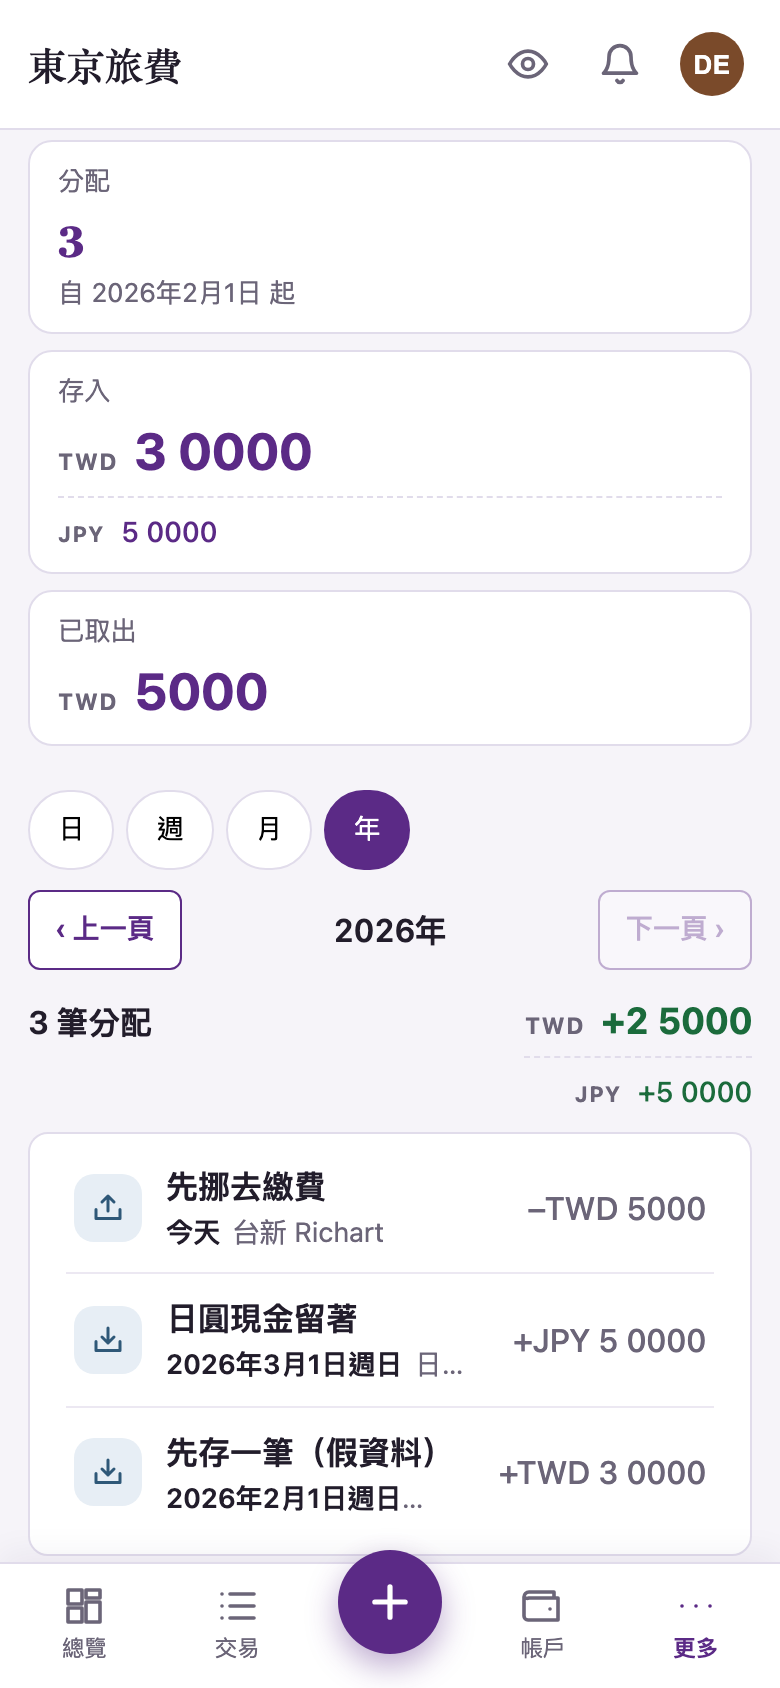 東京旅費
DE
分配
3
自 2026年2月1日 起
存入
TWD 3 0000
JPY 5 0000
已取出
TWD 5000
日 週 月 年
‹ 上一頁 2026年 下一頁 ›
3 筆分配 TWD +2 5000
JPY +5 0000
先挪去繳費 −TWD 5000
今天 台新 Richart
日圓現金留著 +JPY 5 0000
2026年3月1日週日 日...
先存一筆（假資料） +TWD 3 0000
2026年2月1日週日...
總覽 交易 帳戶 更多